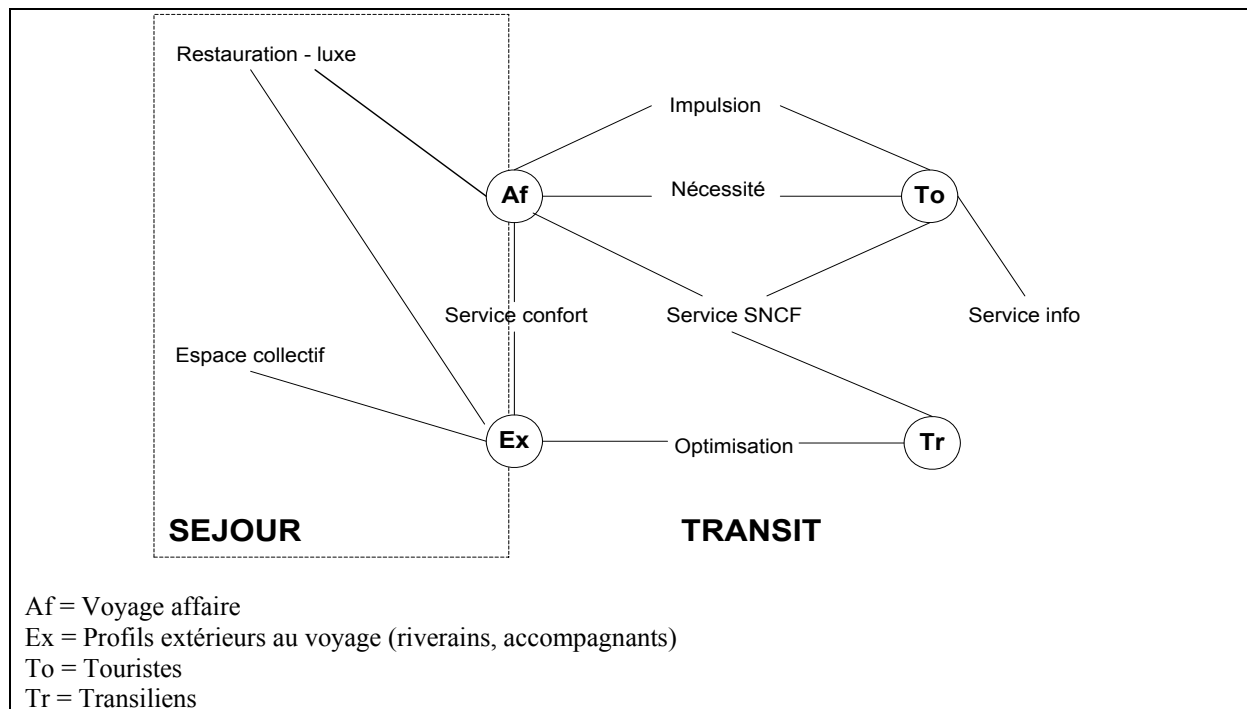 Restauration - luxe
Impulsion
Af
Nécessité
To
Service confort
Service SNCF
Service info
Espace collectif
Ex
Optimisation
Tr
SEJOUR
TRANSIT
Af = Voyage affaire
Ex = Profils extérieurs au voyage (riverains, accompagnants)
To = Touristes
Tr = Transiliens